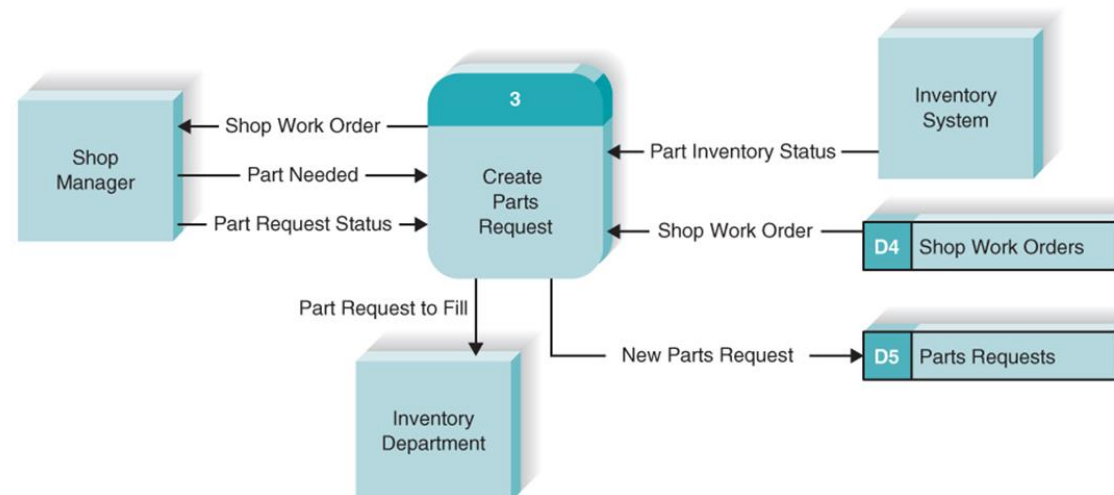 3
Inventory
System
Shop
Manager
Shop Work Order
Part Inventory Status
Part Needed
Create
Parts
Request
Part Request Status
Shop Work Order
D4 Shop Work Orders
Part Request to Fill
New Parts Request
D5 Parts Requests
Inventory
Department